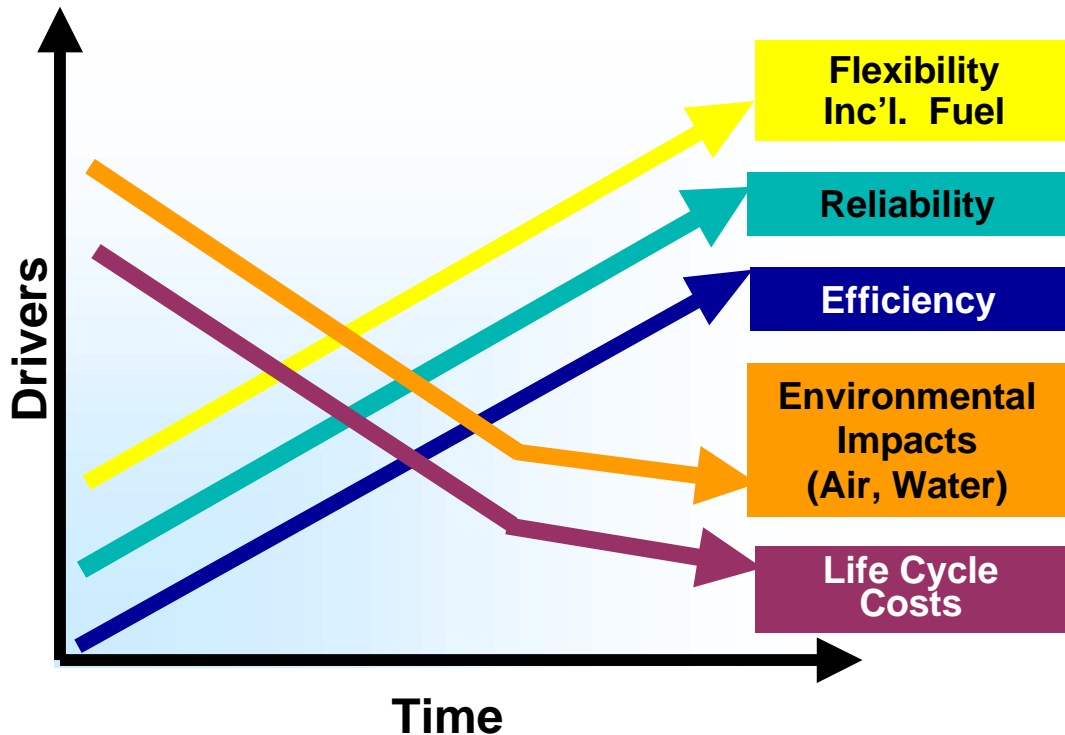 Flexibility
Inc'l. Fuel
Reliability
Efficiency
Environmental
Impacts
(Air, Water)
Life Cycle
Costs
Drivers
Time